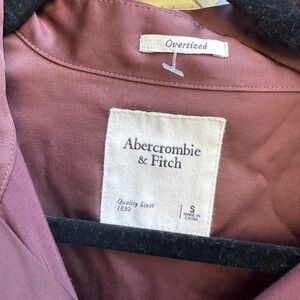 Oversized
Abercrombie
& Fitch
Quality Since
1892
S
MADE IN
CHINA